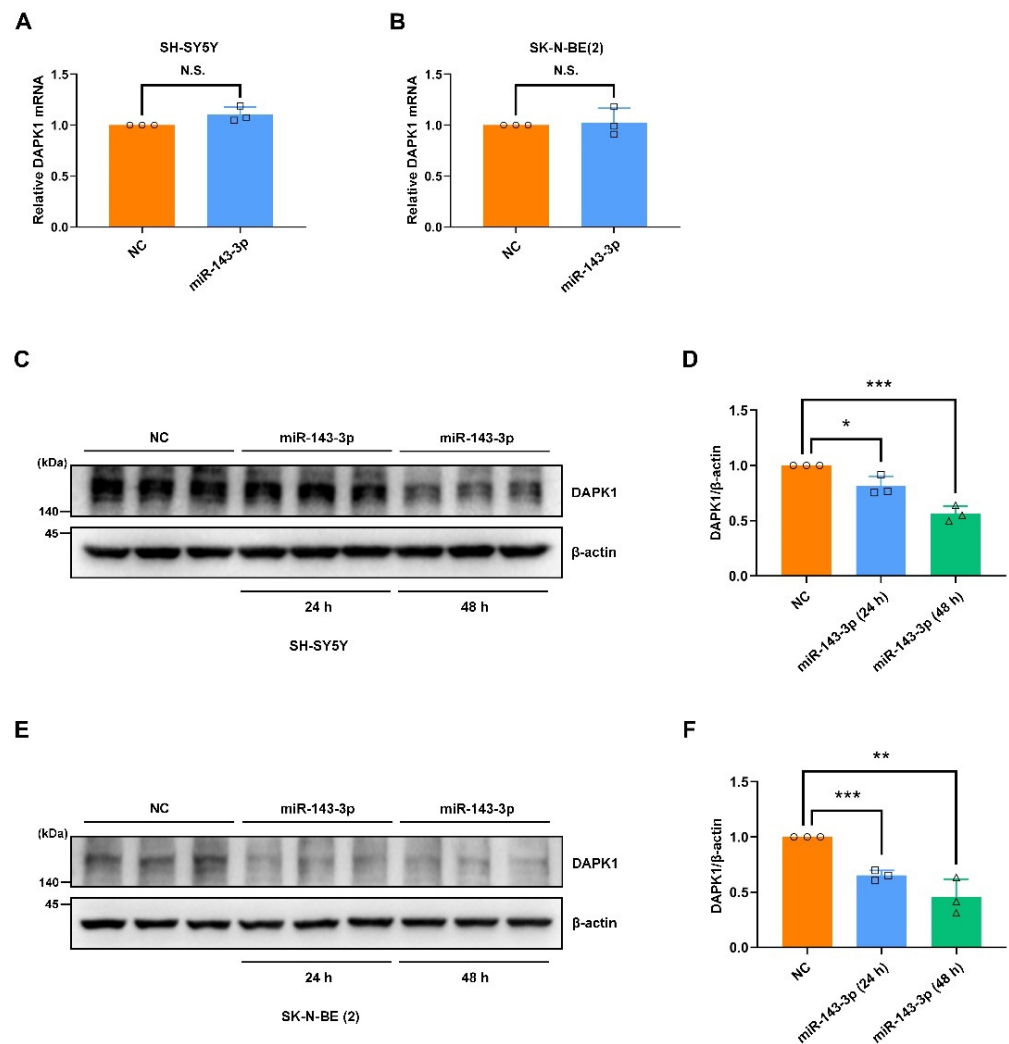 A
SH-SY5Y
N.S.
Relative DAPK1 mRNA
1.5
1.0
0.5
0.0
NC
miR-143-3p
B
SK-N-BE(2)
N.S.
Relative DAPK1 mRNA
1.5
1.0
0.5
0.0
NC
miR-143-3p
C
NC miR-143-3p miR-143-3p
(kDa)
DAPK1
140
45
β-actin
24 h 48 h
SH-SY5Y
D
***
*
DAPK1/β-actin
1.5
1.0
0.5
0.0
NC
miR-143-3p (24 h)
miR-143-3p (48 h)
E
NC miR-143-3p miR-143-3p
(kDa)
DAPK1
140
45
β-actin
24 h 48 h
SK-N-BE (2)
F
**
***
DAPK1/β-actin
1.5
1.0
0.5
0.0
NC
miR-143-3p (24 h)
miR-143-3p (48 h)